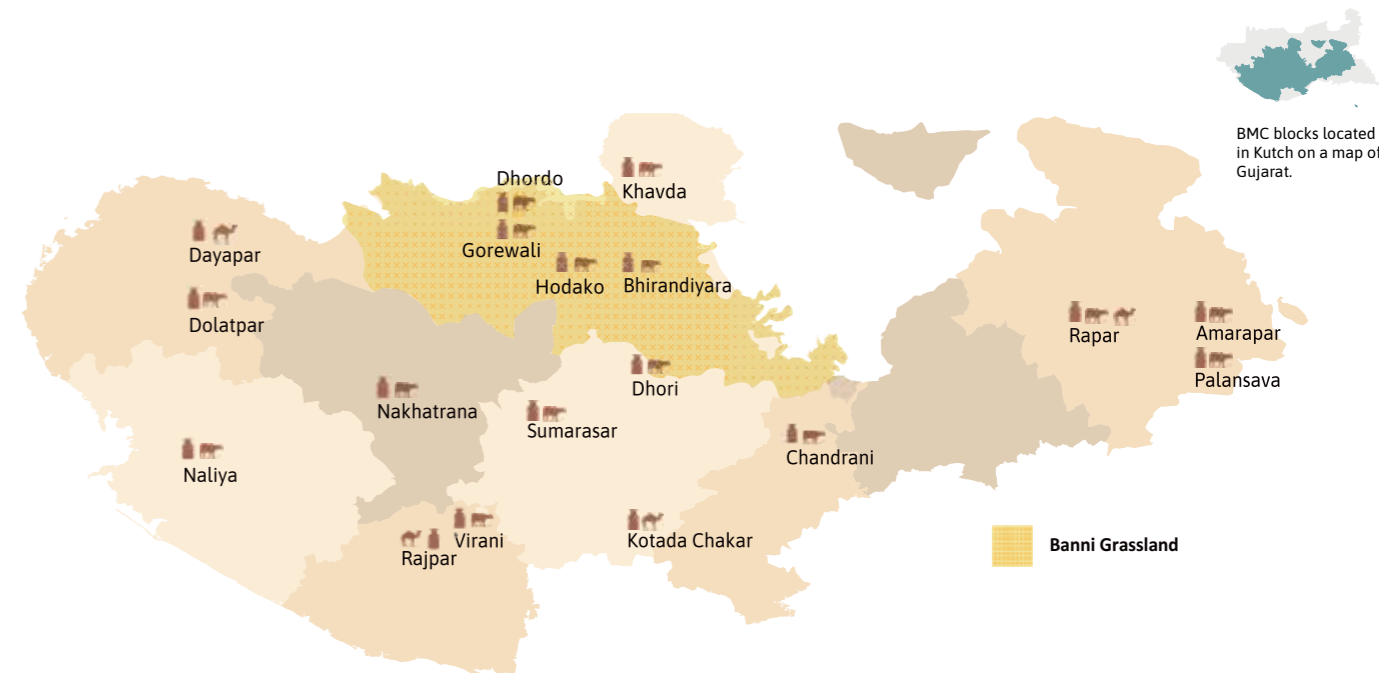 BMC blocks located
in Kutch on a map of
Gujarat.
Dhordo
Khavda
Dayapar
Gorewali
Hodako
Bhirandiyara
Dolatpar
Rapar
Amarapar
Palansava
Dhori
Nakhatrana
Sumarasar
Chandrani
Naliya
Virani
Kotada Chakar
Rajpar
Banni Grassland